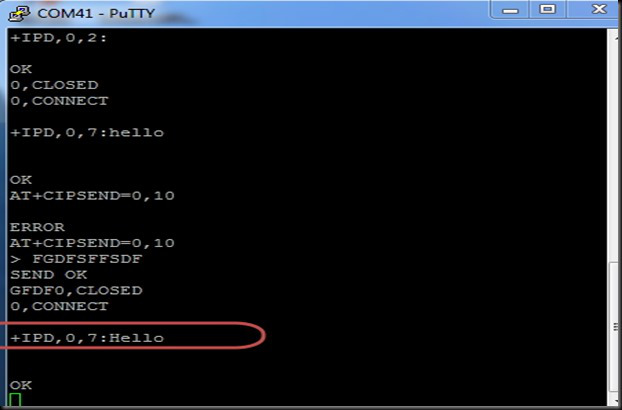 COM41 - PuTTY
+IPD,0,2:
OK
0,CLOSED
0,CONNECT
+IPD,0,7:hello
OK
AT+CIPSEND=0,10
ERROR
AT+CIPSEND=0,10
> FGDFSFFSDF
SEND OK
GFDF0,CLOSED
0,CONNECT
+IPD,0,7:Hello
OK